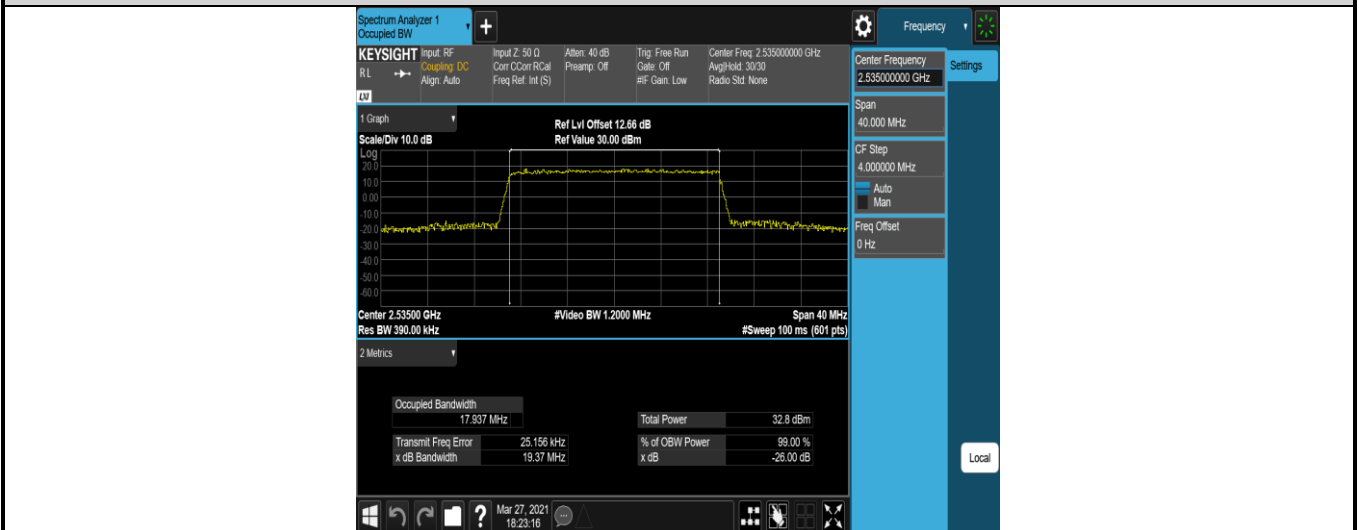 Spectrum Analyzer 1
Occupied BW
+
Frequency
KEYSIGHT
RL
LXI
Input: RF
Coupling: DC
Align: Auto
Input Z: 50 Ω
Corr CCorr RCal
Freq Ref: Int (S)
Atten: 40 dB
Preamp: Off
Trig: Free Run
Gate: Off
#IF Gain: Low
Center Freq: 2.535000000 GHz
Avg|Hold: 30/30
Radio Std: None
Center Frequency
2.535000000 GHz
Settings
Span
40.000 MHz
CF Step
4.000000 MHz
Auto
Man
Freq Offset
0 Hz
1 Graph
Scale/Div 10.0 dB
Ref Lvl Offset 12.66 dB
Ref Value 30.00 dBm
Log
20.0
10.0
0.00
-10.0
-20.0
-30.0
-40.0
-50.0
-60.0
Center 2.53500 GHz
#Video BW 1.2000 MHz
Span 40 MHz
Res BW 390.00 kHz
#Sweep 100 ms (601 pts)
2 Metrics
Occupied Bandwidth
17.937 MHz
Total Power 32.8 dBm
Transmit Freq Error 25.156 kHz
% of OBW Power 99.00 %
x dB Bandwidth 19.37 MHz
x dB -26.00 dB
Local
?
Mar 27, 2021
18:23:16